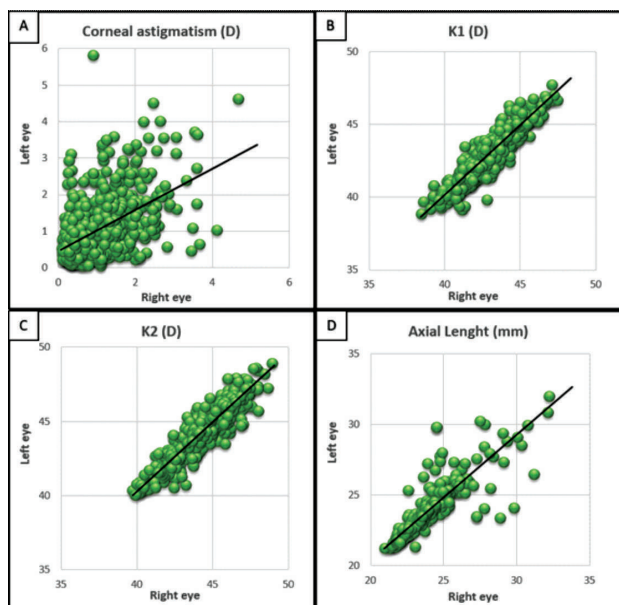 A
Corneal astigmatism (D)
6
5
4
3
2
1
0
0
2
4
6
Left eye
Right eye
B
K1 (D)
50
45
40
35
35
40
45
50
Left eye
Right eye
C
K2 (D)
50
45
40
35
35
40
45
50
Left eye
Right eye
D
Axial Lenght (mm)
35
30
25
20
20
25
30
35
Left eye
Right eye